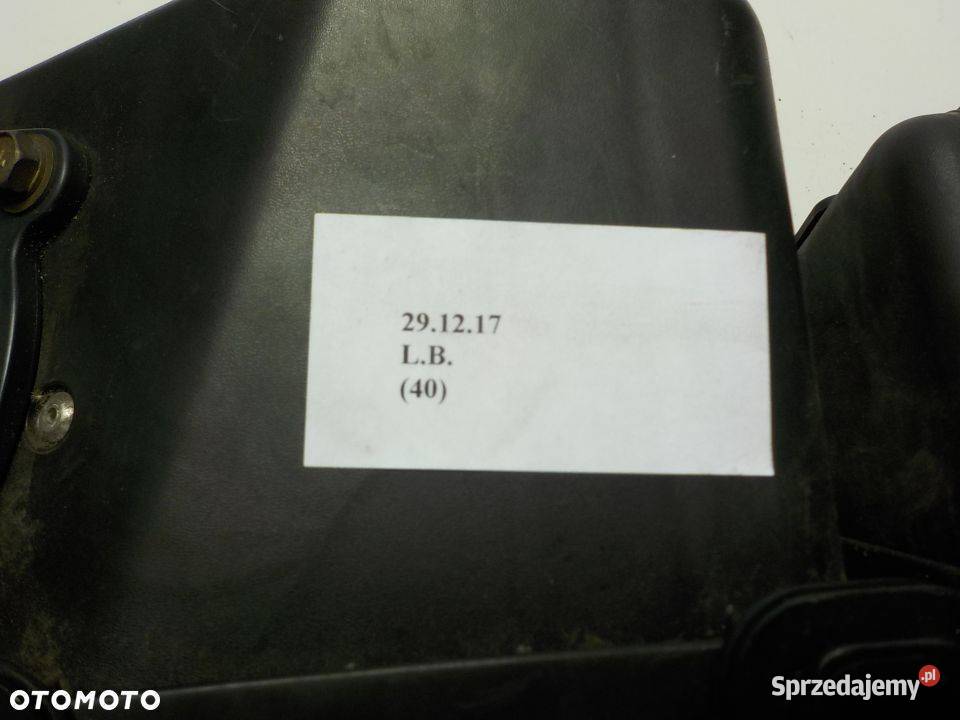 29.12.17
L.B.
(40)
OTOMOTO
Sprzedajemy.pl